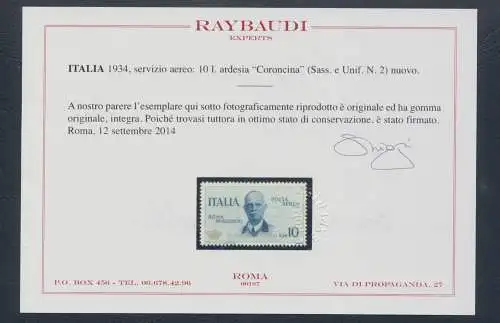 RAYBAUDI
EXPERTS
ITALIA 1934, servizio aereo: 10 l. ardesia “Coroncina” (Sass. e Unif. N. 2) nuovo.
A nostro parere l'esemplare qui sotto fotograficamente riprodotto è originale ed ha gomma
originale, integra. Poiché trovasi tuttora in ottimo stato di conservazione, è stato firmato.
Roma, 12 settembre 2014
ITALIA POSTA AEREA
ROMA
10
ROMA
P.O. BOX 456 - TEL. 06.678.42.96 00187 VIA DI PROPAGANDA, 27